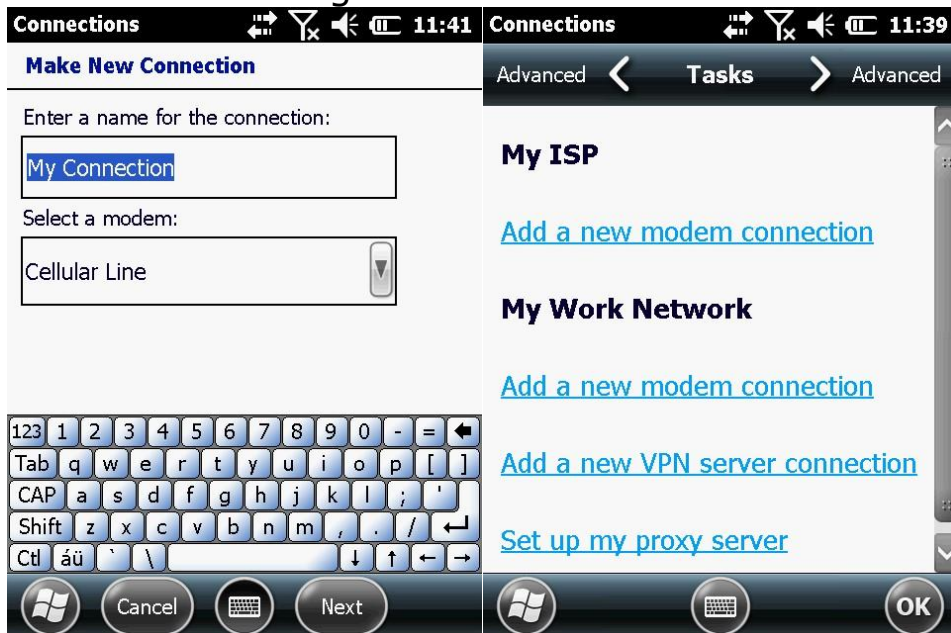 Connections 11:41
Make New Connection
Enter a name for the connection:
My Connection
Select a modem:
Cellular Line
123 1 2 3 4 5 6 7 8 9 0 - = 
Tab q w e r t y u i o p [ ]
CAP a s d f g h j k l ; '
Shift z x c v b n m , . / ↵
Ctl áü ` \ ↓ ↑ ← →
Cancel Next
Connections 11:39
Advanced Tasks Advanced
My ISP
Add a new modem connection
My Work Network
Add a new modem connection
Add a new VPN server connection
Set up my proxy server
OK